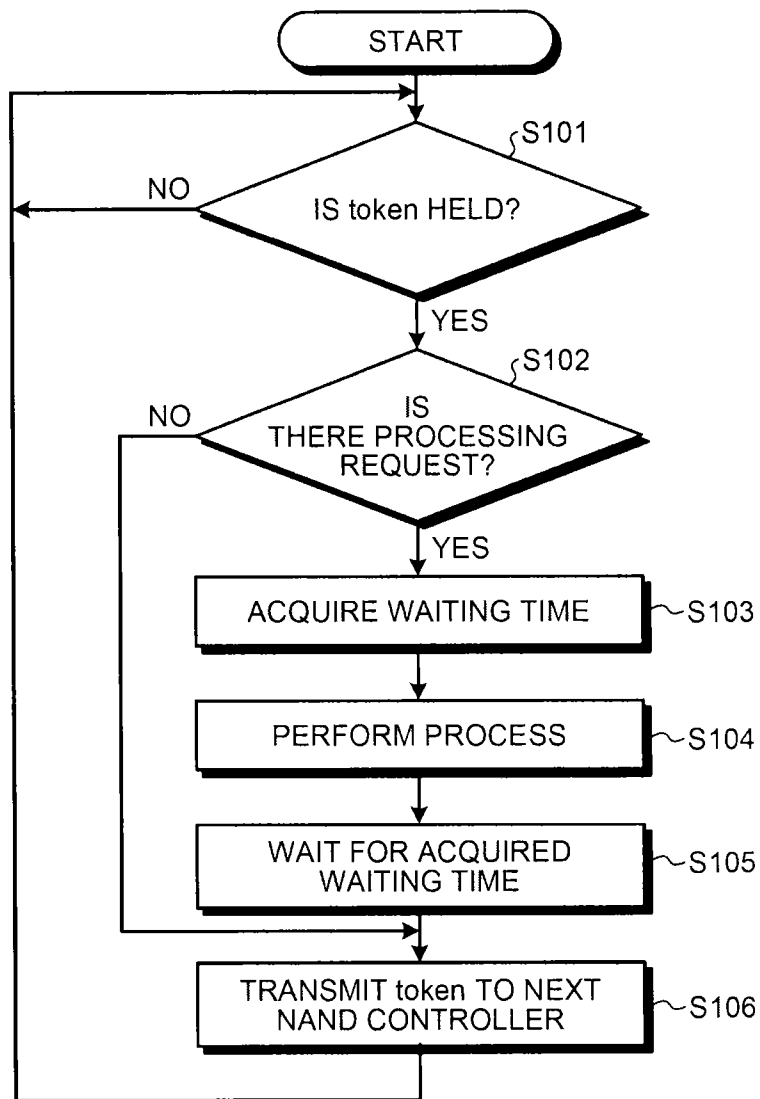 START
S101
NO
IS token HELD?
YES
S102
NO
IS
THERE PROCESSING
REQUEST?
YES
ACQUIRE WAITING TIME
S103
PERFORM PROCESS
S104
WAIT FOR ACQUIRED
WAITING TIME
S105
TRANSMIT token TO NEXT
NAND CONTROLLER
S106